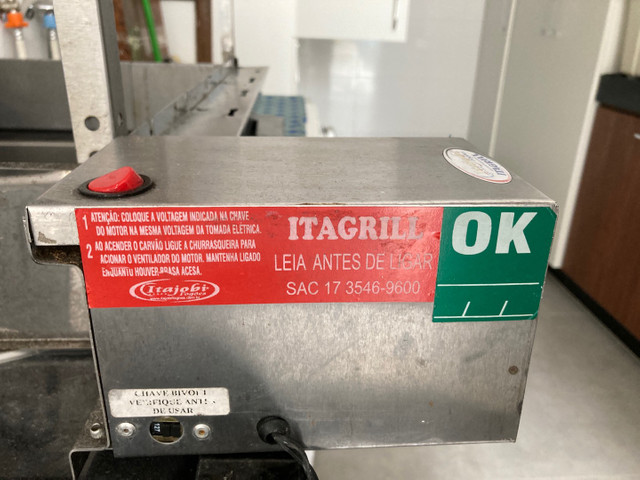 1 ATENÇÃO: COLOQUE A VOLTAGEM INDICADA NA CHAVE
DO MOTOR NA MESMA VOLTAGEM DA TOMADA ELÉTRICA.
2 AO ACENDER O CARVÃO LIGUE A CHURRASQUEIRA PARA
ACIONAR O VENTILADOR DO MOTOR. MANTENHA LIGADO
ENQUANTO HOUVER BRASA ACESA.
Itajobi
Fogões
ITAGRILL
LEIA ANTES DE LIGAR
SAC 17 3546-9600
OK
/ /
CHAVE BIVOLT
VERIFIQUE ANTES
DE USAR